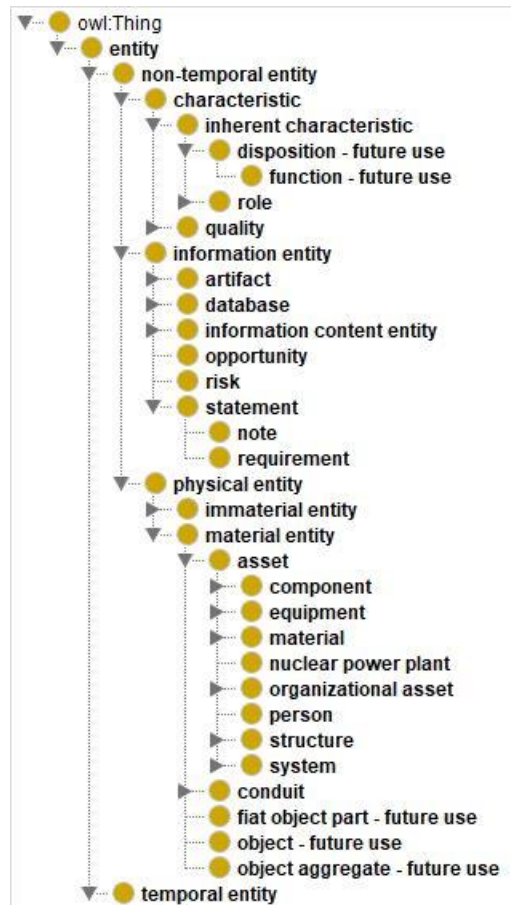 owl:Thing
entity
non-temporal entity
characteristic
inherent characteristic
disposition - future use
function - future use
role
quality
information entity
artifact
database
information content entity
opportunity
risk
statement
note
requirement
physical entity
immaterial entity
material entity
asset
component
equipment
material
nuclear power plant
organizational asset
person
structure
system
conduit
fiat object part - future use
object - future use
object aggregate - future use
temporal entity